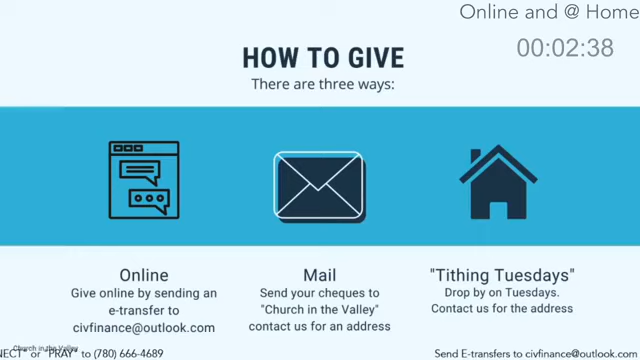 Online and @ Home
00:02:38
HOW TO GIVE
There are three ways:
Online
Give online by sending an
e-transfer to
civfinance@outlook.com
Mail
Send your cheques to
"Church in the Valley"
contact us for an address
"Tithing Tuesdays"
Drop by on Tuesdays.
Contact us for the address
Church in the Valley
NECT" or "PRAY" to (780) 666-4689
Send E-transfers to civfinance@outlook.com